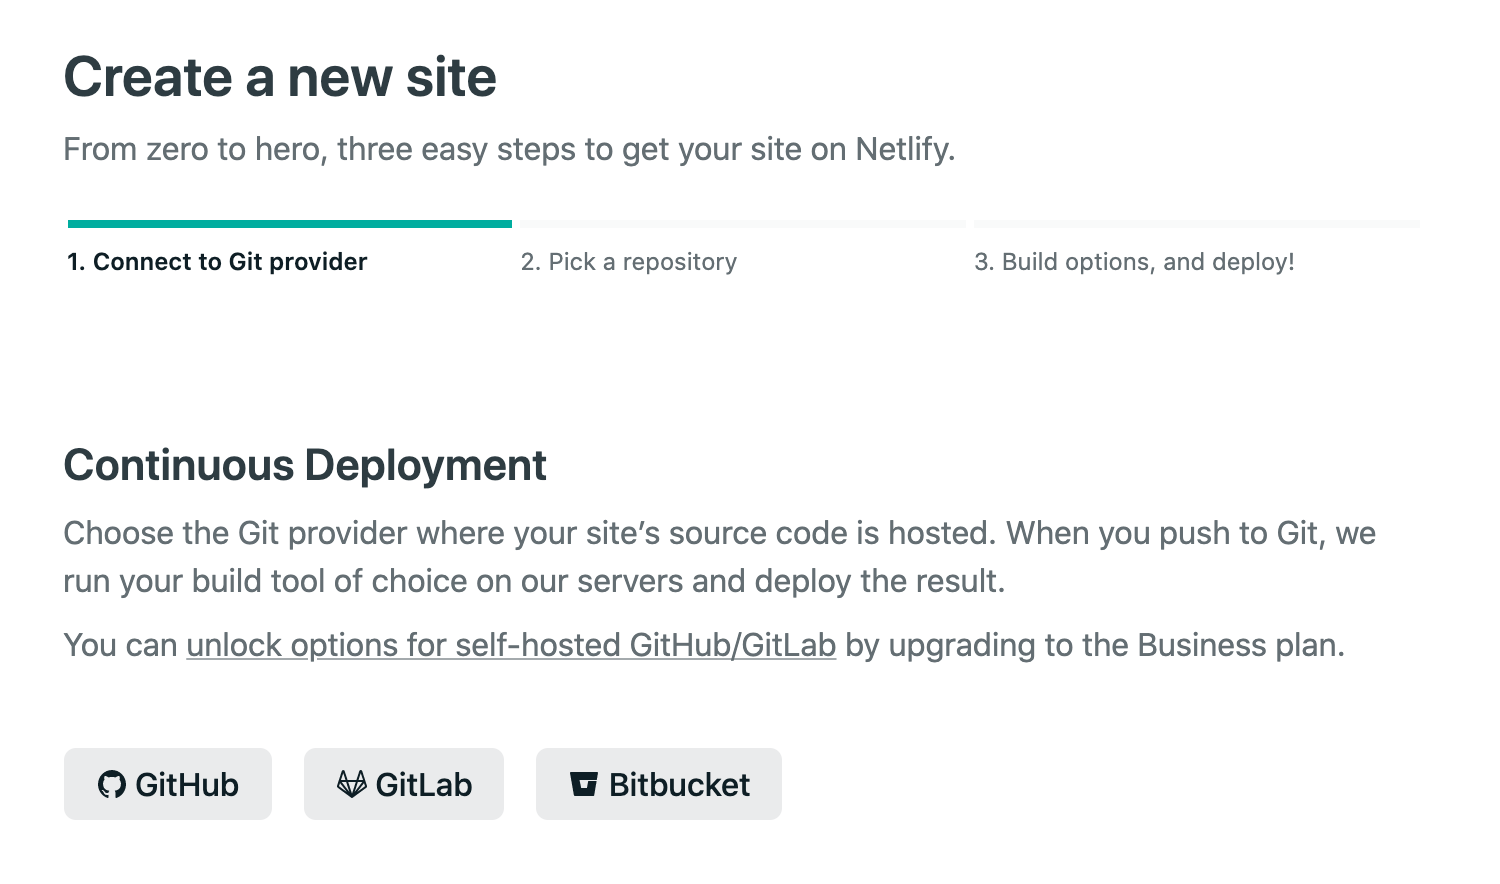 Create a new site
From zero to hero, three easy steps to get your site on Netlify.
1. Connect to Git provider
2. Pick a repository
3. Build options, and deploy!
Continuous Deployment
Choose the Git provider where your site’s source code is hosted. When you push to Git, we
run your build tool of choice on our servers and deploy the result.
You can unlock options for self-hosted GitHub/GitLab by upgrading to the Business plan.
GitHub
GitLab
Bitbucket